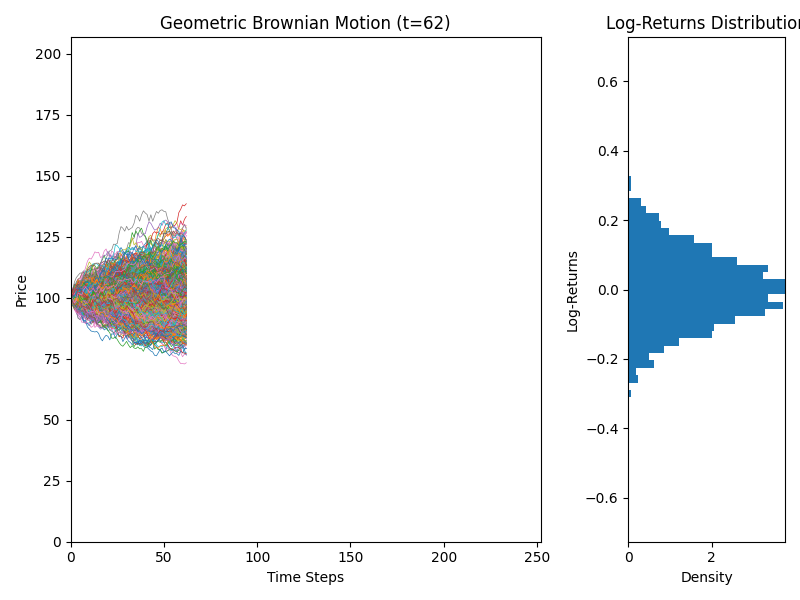 Geometric Brownian Motion (t=62)
Log-Returns Distribution
200
175
150
125
100
75
50
25
0
Price
0 50 100 150 200 250
Time Steps
0.6
0.4
0.2
0.0
−0.2
−0.4
−0.6
Log-Returns
0 2
Density